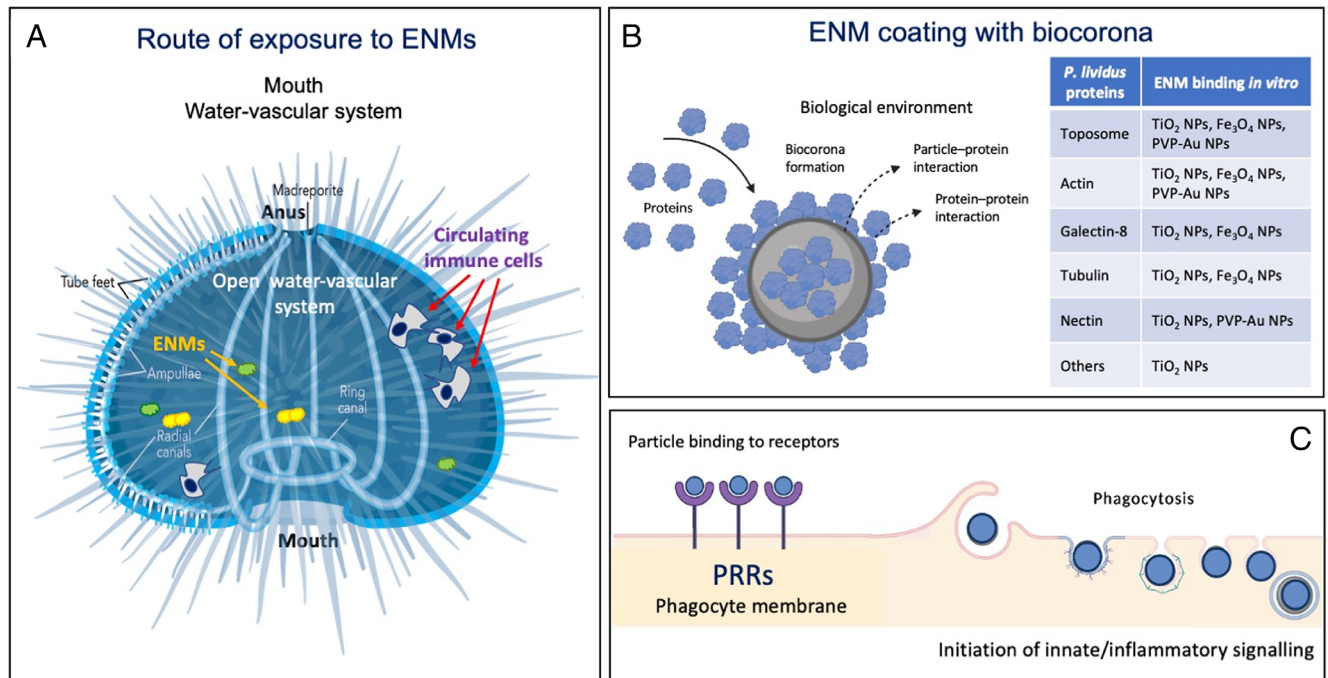 A
Route of exposure to ENMs
Mouth
Water-vascular system
Madreporite
Anus
Circulating
immune cells
Tube feet
Open water-vascular
system
ENMs
Ampullae
Ring
canal
Radial
canals
Mouth
B
ENM coating with biocorona
Biological environment
Biocorona
formation
Particle–protein
interaction
Proteins
Protein–protein
interaction
P. lividus
proteins
ENM binding in vitro
Toposome
TiO₂ NPs, Fe₃O₄ NPs,
PVP-Au NPs
Actin
TiO₂ NPs, Fe₃O₄ NPs,
PVP-Au NPs
Galectin-8
TiO₂ NPs, Fe₃O₄ NPs
Tubulin
TiO₂ NPs, Fe₃O₄ NPs
Nectin
TiO₂ NPs, PVP-Au NPs
Others
TiO₂ NPs
C
Particle binding to receptors
Phagocytosis
PRRs
Phagocyte membrane
Initiation of innate/inflammatory signalling